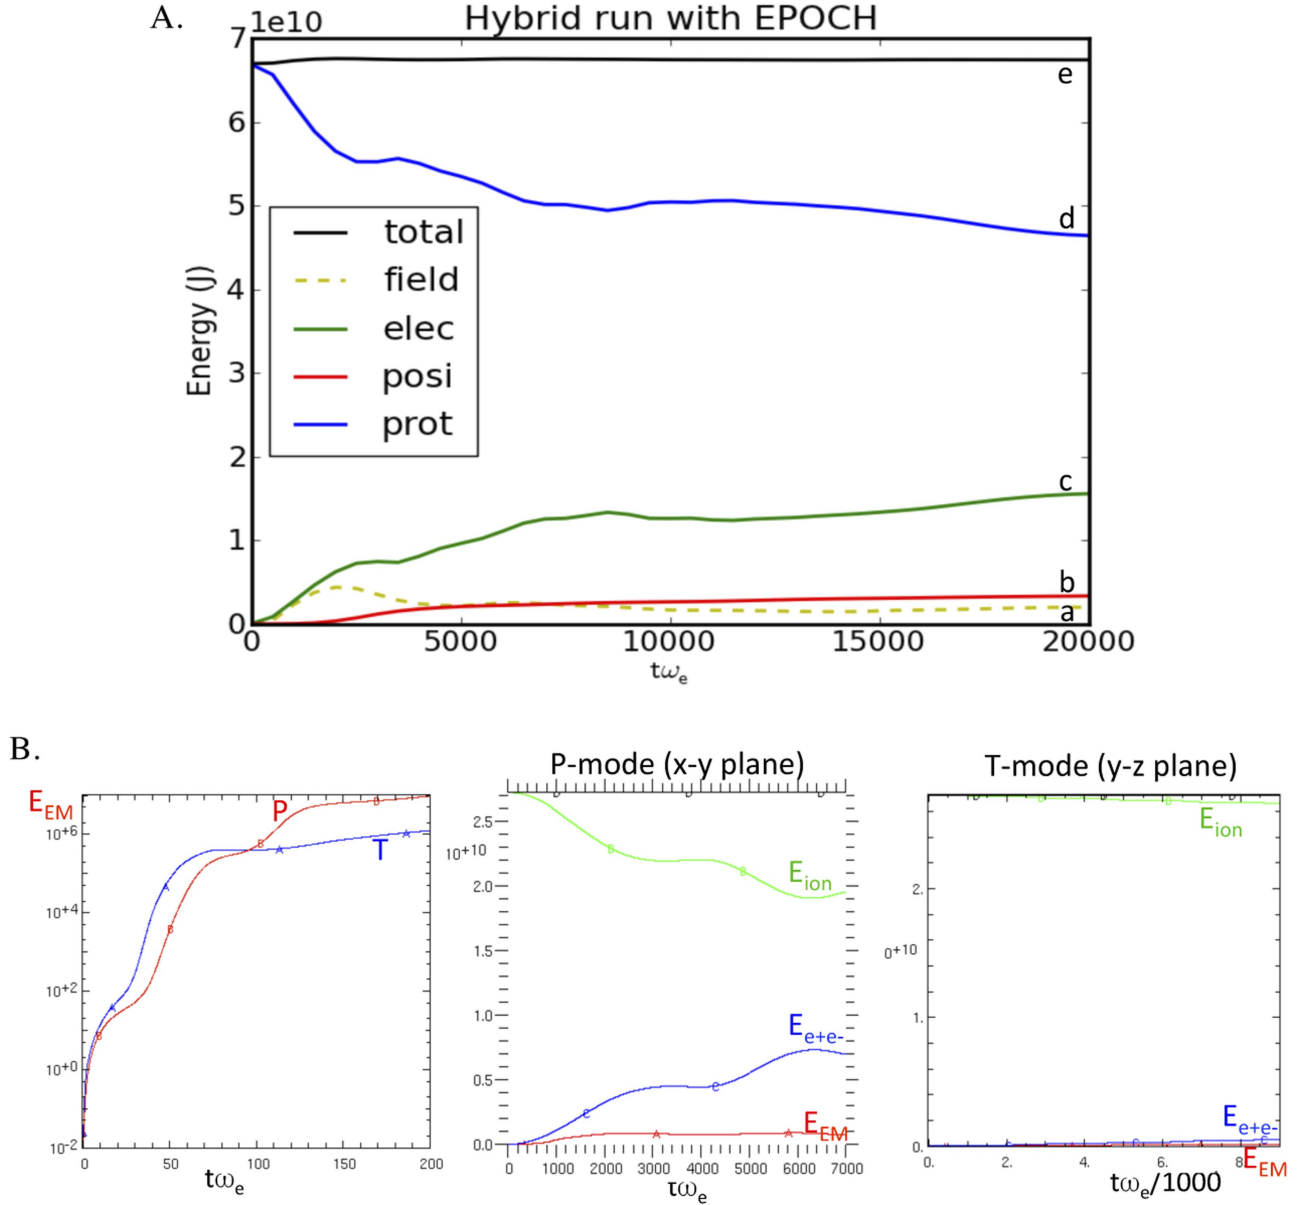 A.
Hybrid run with EPOCH
1e10
7
6
5
4
3
2
1
0
Energy (J)
total
field
elec
posi
prot
e
d
c
b
a
0
5000
10000
15000
20000
tωe
B.
P-mode (x-y plane)
T-mode (y-z plane)
EEM
P
T
10+6
10+4
10+2
10+0
10-2
A
B
A
B
A
B
0
50
100
150
200
tωe
2.5
10+10
2.0
1.5
1.0
0.5
0.0
D
D
D
B
B
Eion
C
C
Ee+e-
A
A
EEM
0
1000
2000
3000
4000
5000
6000
7000
τωe
2.
0+10
1.
0.
D
B
D
B
D
Eion
C
C
C
Ee+e-
EEM
0.
2.
4.
6.
8.
tωe/1000